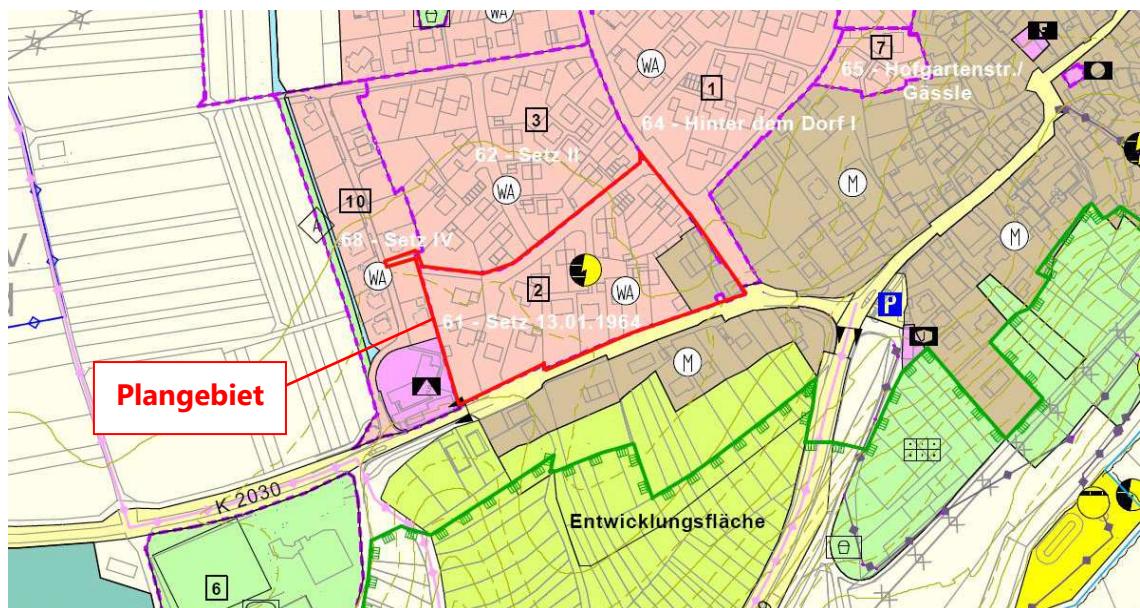 WA
7
65 - Hofgartenstr./
Gässle
WA
1
3
64 - Hinter dem Dorf I
62 - Setz II
M
WA
10
A
68 - Setz IV
M
WA
2
WA
P
61 - Setz 13.01.1964
M
Plangebiet
K 2030
Entwicklungsfläche
6